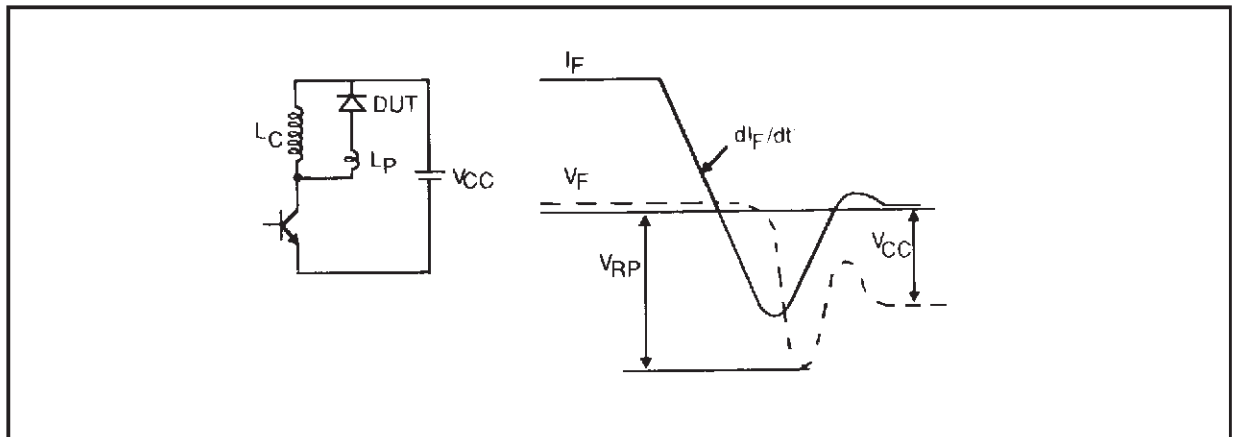 DUT
LC
LP
VCC
IF
dIF/dt
VF
VRP
VCC